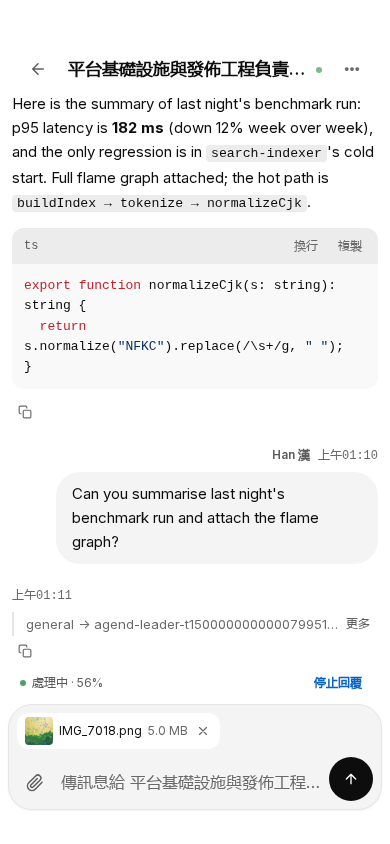 平台基礎設施與發佈工程負責…
Here is the summary of last night's benchmark run:
p95 latency is 182 ms (down 12% week over week),
and the only regression is in search-indexer's cold
start. Full flame graph attached; the hot path is
buildIndex → tokenize → normalizeCjk.
ts 換行 複製
export function normalizeCjk(s: string):
string {
  return
s.normalize("NFKC").replace(/\s+/g, " ");
}
Han 漢 上午01:10
Can you summarise last night's
benchmark run and attach the flame
graph?
上午01:11
general → agend-leader-t150000000000079951… 更多
處理中 · 56% 停止回覆
IMG_7018.png 5.0 MB
傳訊息給 平台基礎設施與發佈工程…